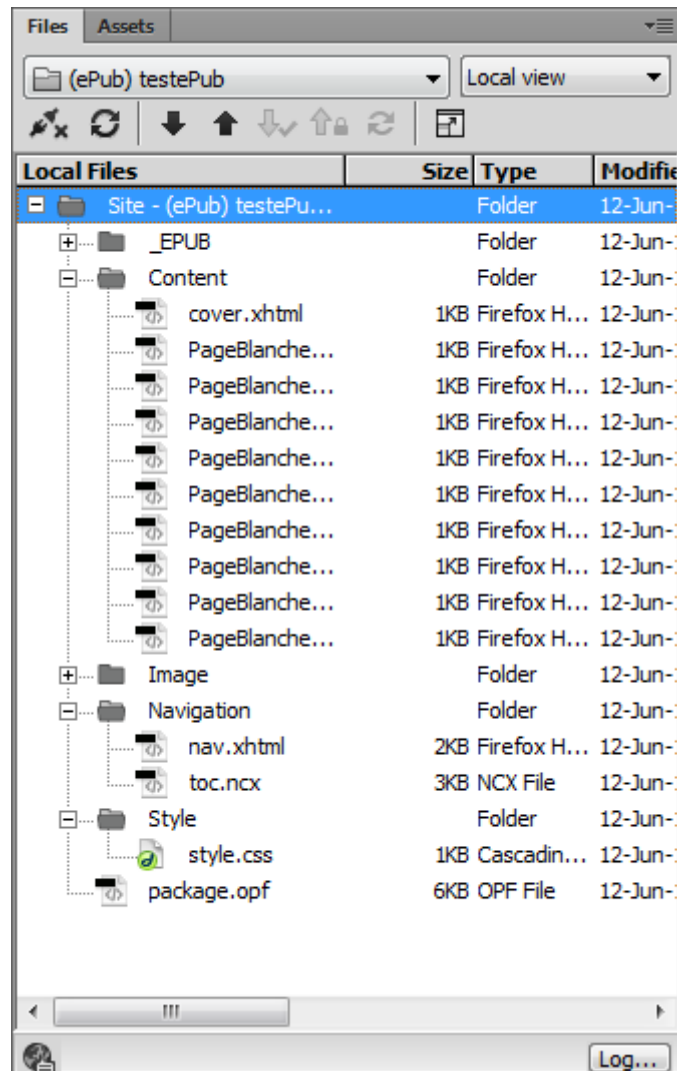 Files Assets
(ePub) testePub Local view
Local Files Size Type Modifie
Site - (ePub) testePu... Folder 12-Jun-
_EPUB Folder 12-Jun-
Content Folder 12-Jun-
cover.xhtml 1KB Firefox H... 12-Jun-
PageBlanche... 1KB Firefox H... 12-Jun-
PageBlanche... 1KB Firefox H... 12-Jun-
PageBlanche... 1KB Firefox H... 12-Jun-
PageBlanche... 1KB Firefox H... 12-Jun-
PageBlanche... 1KB Firefox H... 12-Jun-
PageBlanche... 1KB Firefox H... 12-Jun-
PageBlanche... 1KB Firefox H... 12-Jun-
PageBlanche... 1KB Firefox H... 12-Jun-
PageBlanche... 1KB Firefox H... 12-Jun-
Image Folder 12-Jun-
Navigation Folder 12-Jun-
nav.xhtml 2KB Firefox H... 12-Jun-
toc.ncx 3KB NCX File 12-Jun-
Style Folder 12-Jun-
style.css 1KB Cascadin... 12-Jun-
package.opf 6KB OPF File 12-Jun-
Log...